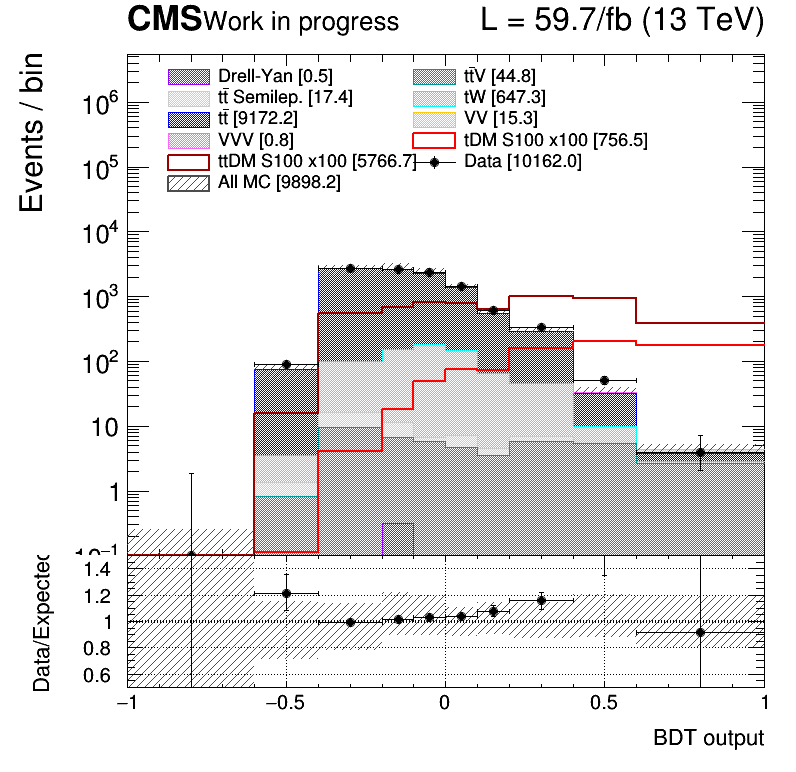 CMS Work in progress L = 59.7/fb (13 TeV)
Events / bin
Drell-Yan [0.5] tt̄V [44.8]
tt̄ Semilep. [17.4] tW [647.3]
tt̄ [9172.2] VV [15.3]
VVV [0.8] tDM S100 x100 [756.5]
ttDM S100 x100 [5766.7] Data [10162.0]
All MC [9898.2]
10⁶
10⁵
10⁴
10³
10²
10
1
10⁻¹
Data/Expected
1.4
1.2
1
0.8
0.6
−1 −0.5 0 0.5 1
BDT output